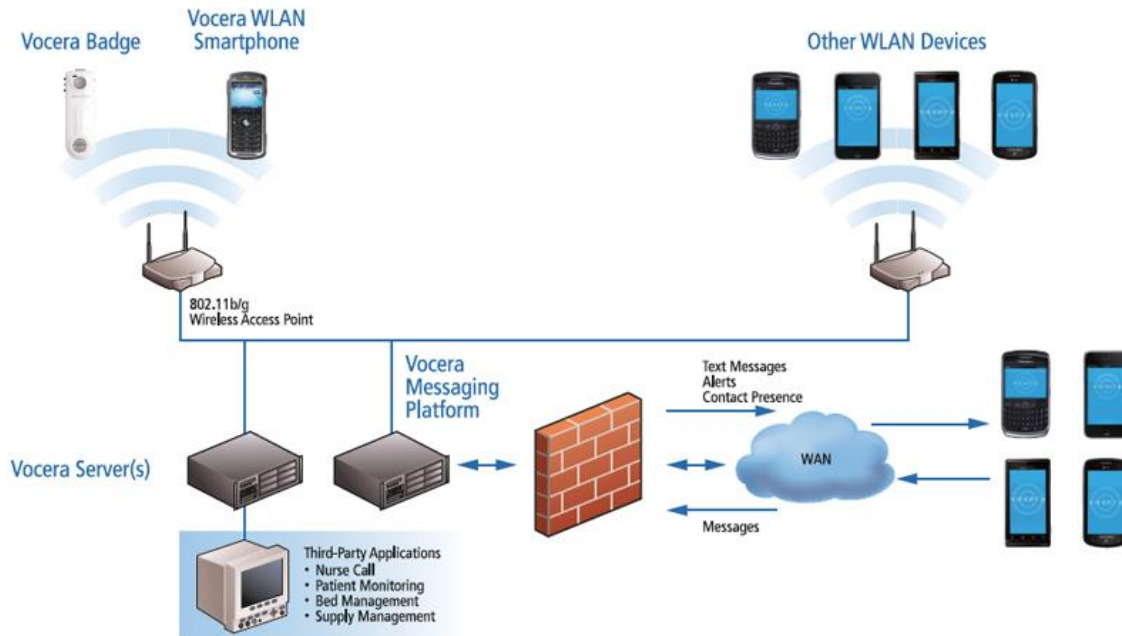 Vocera Badge
Vocera WLAN
Smartphone
Other WLAN Devices
802.11b/g
Wireless Access Point
Vocera
Messaging
Platform
Text Messages
Alerts
Contact Presence
Vocera Server(s)
WAN
Messages
Third-Party Applications
• Nurse Call
• Patient Monitoring
• Bed Management
• Supply Management